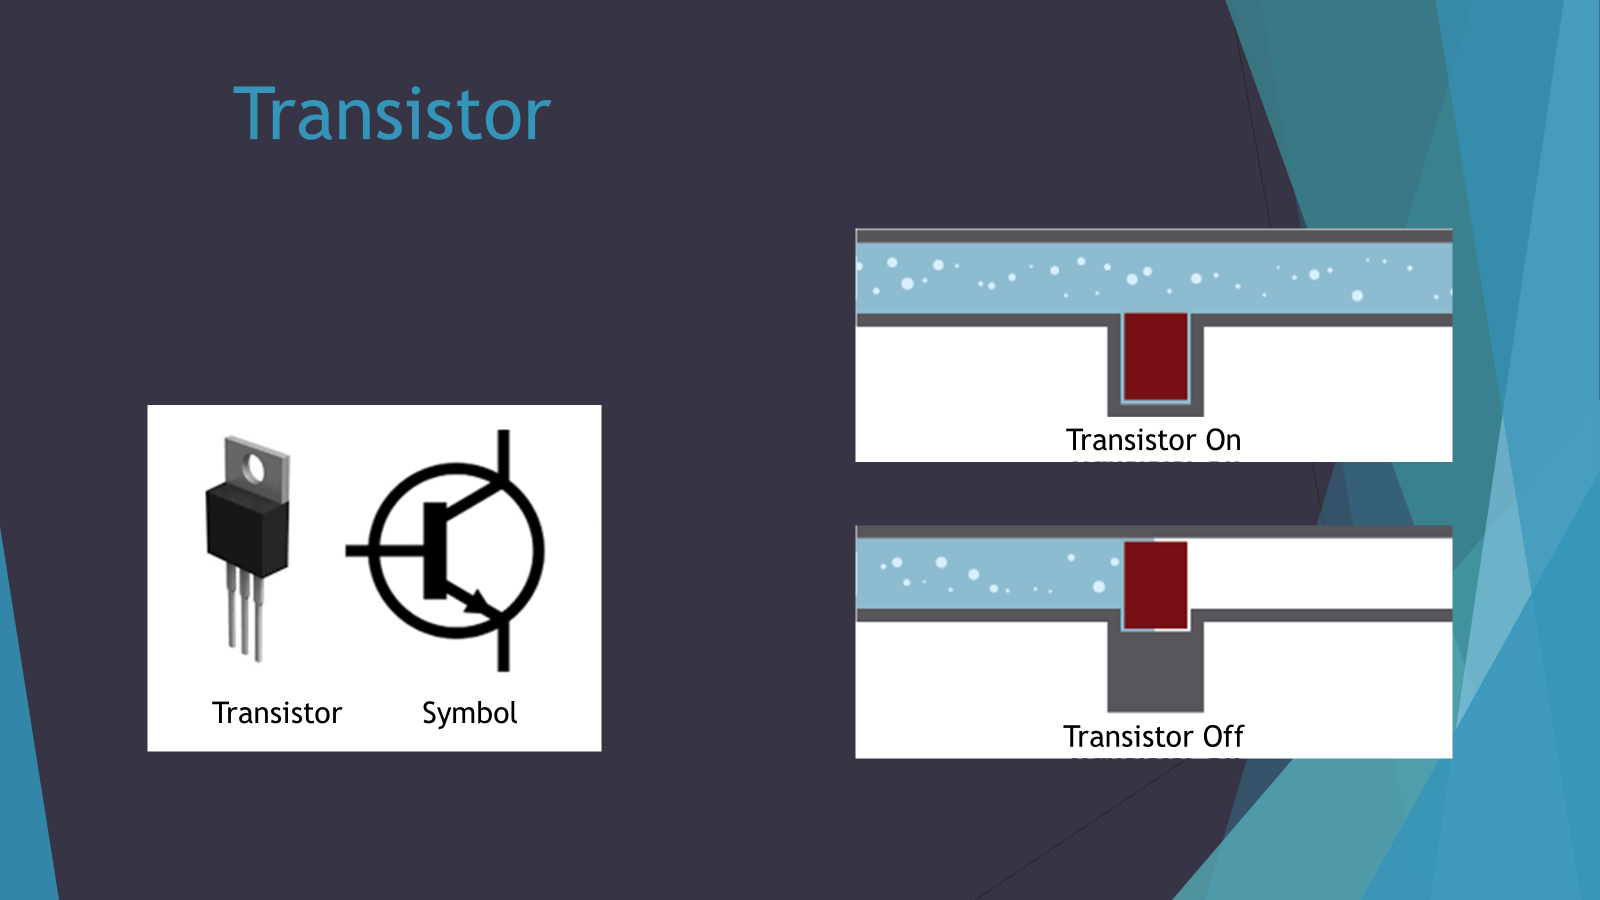 Transistor
Transistor On
Transistor Symbol
Transistor Off